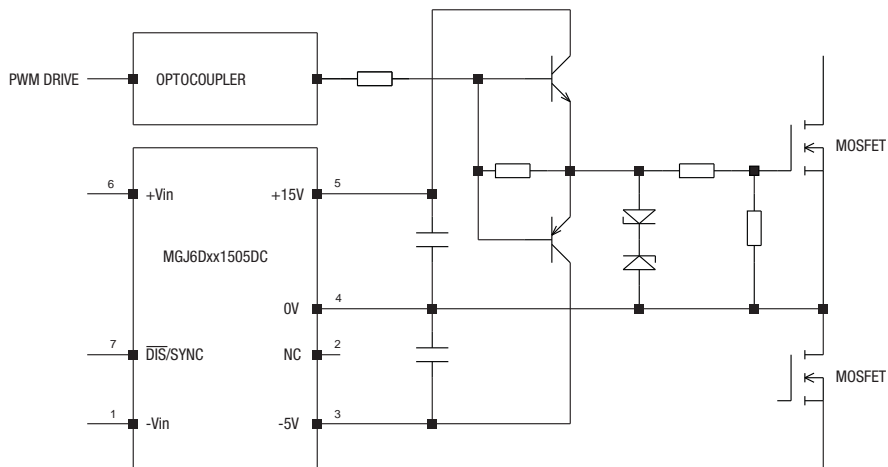 PWM DRIVE
OPTOCOUPLER
MOSFET
6
+Vin
+15V
5
MGJ6Dxx1505DC
0V
4
7
DIS/SYNC
NC
2
MOSFET
1
-Vin
-5V
3